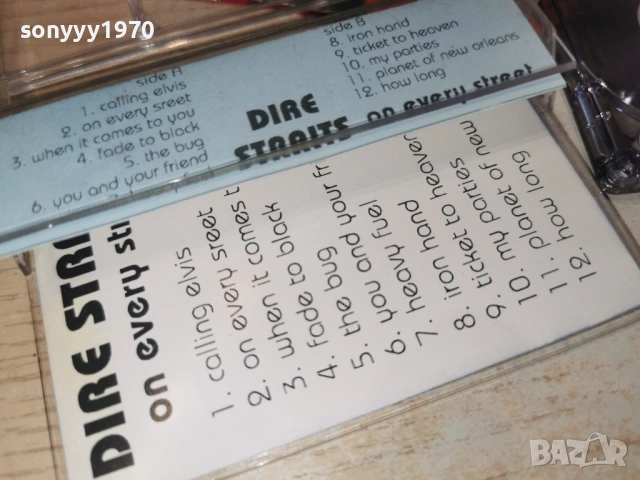 sonyyy1970
side A
1. calling elvis
2. on every sreet
3. when it comes to you
4. fade to black
5. the bug
6. you and your friend
DIRE
STRAITS on every street
side B
8. iron hand
9. ticket to heaven
10. my parties
11. planet of new orleans
12. how long
DIRE STRAI
on every str
1. calling elvis
2. on every sreet
3. when it comes t
4. fade to black
5. the bug
6. you and your fr
7. heavy fuel
8. iron hand
9. ticket to heaven
10. my parties
11. planet of new
12. how long
BAZAR